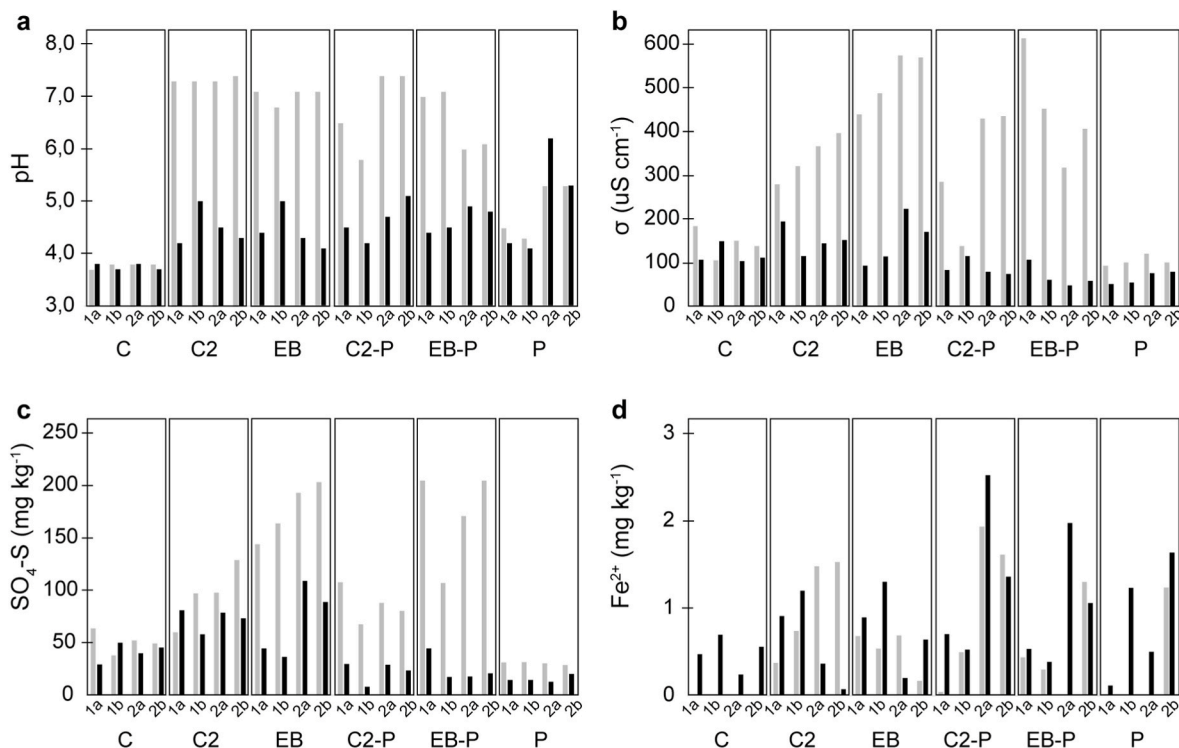 a
8,0
7,0
6,0
5,0
4,0
3,0
pH
1a 1b 2a 2b 1a 1b 2a 2b 1a 1b 2a 2b 1a 1b 2a 2b 1a 1b 2a 2b 1a 1b 2a 2b
C C2 EB C2-P EB-P P
b
600
500
400
300
200
100
0
σ (uS cm⁻¹)
1a 1b 2a 2b 1a 1b 2a 2b 1a 1b 2a 2b 1a 1b 2a 2b 1a 1b 2a 2b 1a 1b 2a 2b
C C2 EB C2-P EB-P P
c
250
200
150
100
50
0
SO₄-S (mg kg⁻¹)
1a 1b 2a 2b 1a 1b 2a 2b 1a 1b 2a 2b 1a 1b 2a 2b 1a 1b 2a 2b 1a 1b 2a 2b
C C2 EB C2-P EB-P P
d
3
2
1
0
Fe²⁺ (mg kg⁻¹)
1a 1b 2a 2b 1a 1b 2a 2b 1a 1b 2a 2b 1a 1b 2a 2b 1a 1b 2a 2b 1a 1b 2a 2b
C C2 EB C2-P EB-P P